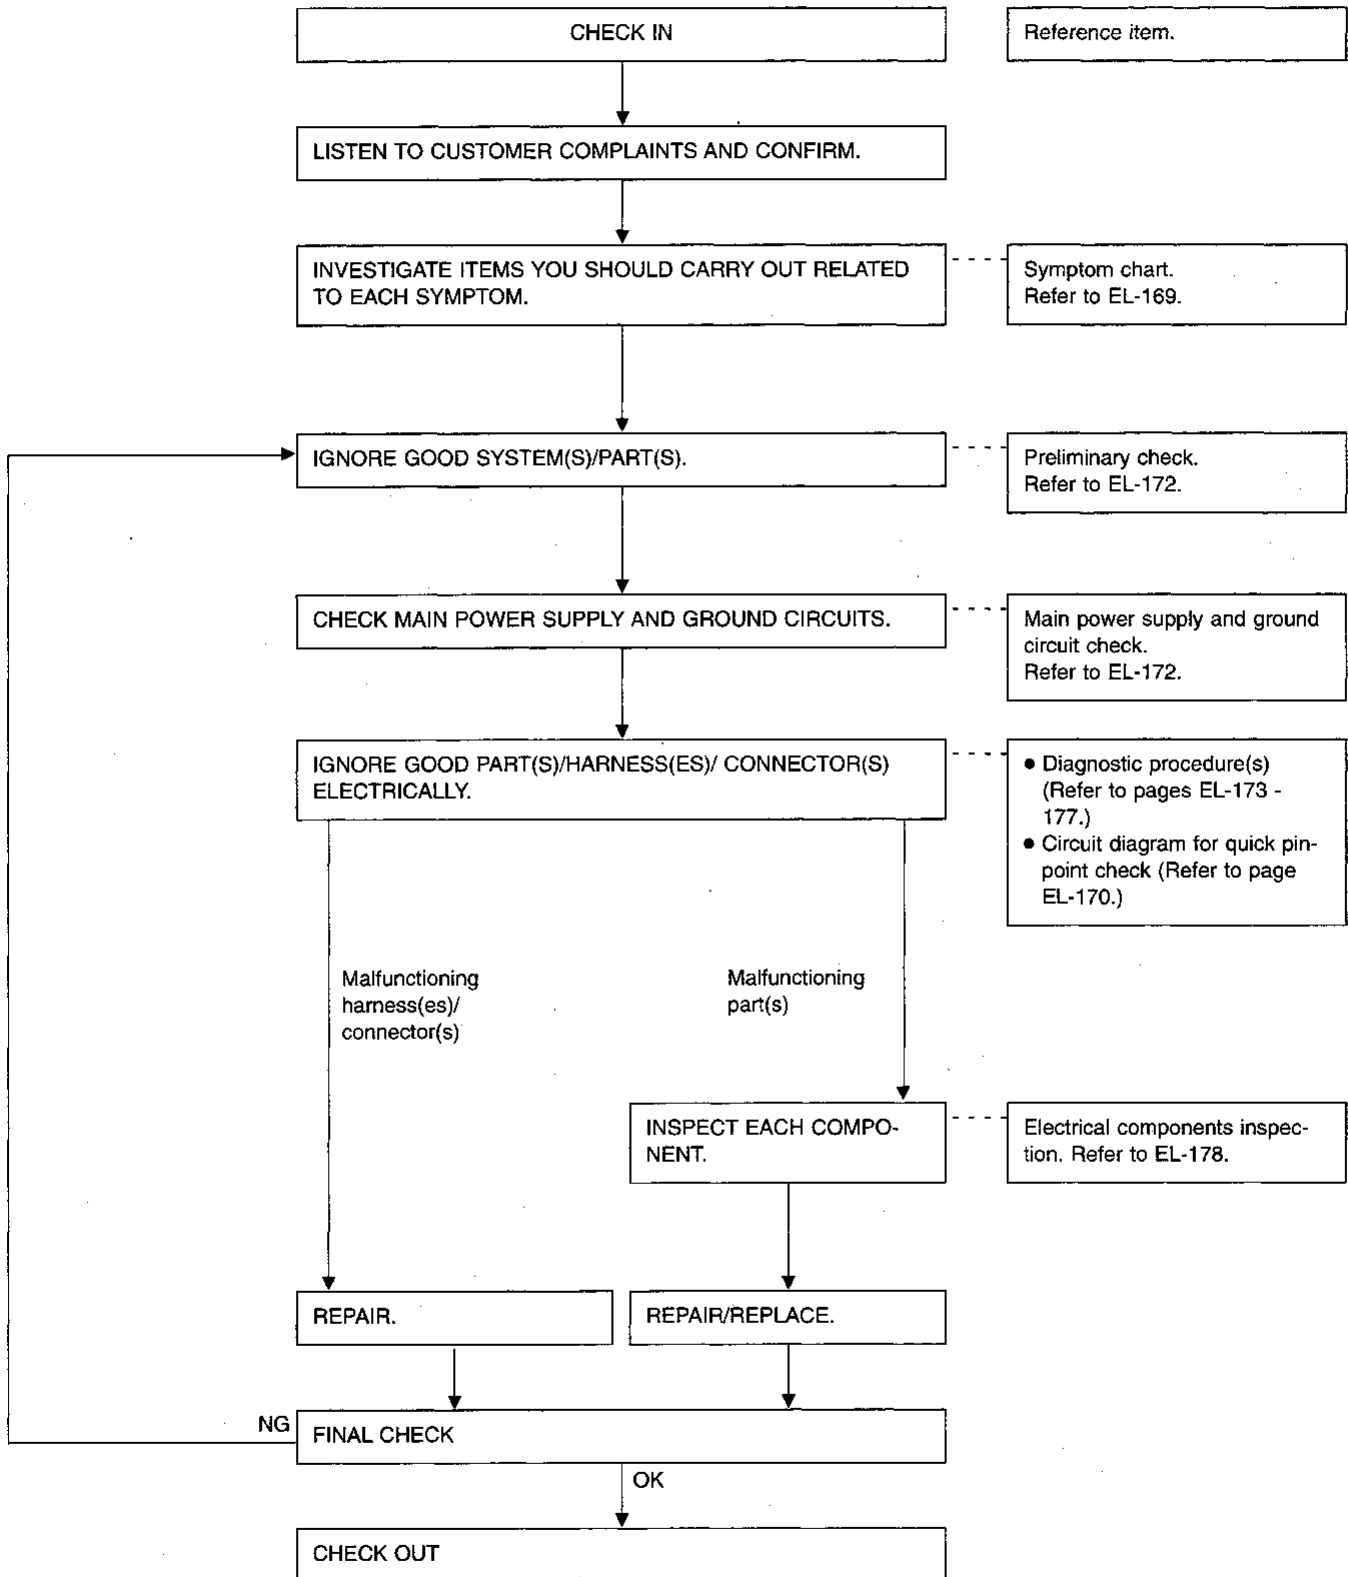 CHECK IN
Reference item.
LISTEN TO CUSTOMER COMPLAINTS AND CONFIRM.
INVESTIGATE ITEMS YOU SHOULD CARRY OUT RELATED
TO EACH SYMPTOM.
Symptom chart.
Refer to EL-169.
IGNORE GOOD SYSTEM(S)/PART(S).
Preliminary check.
Refer to EL-172.
CHECK MAIN POWER SUPPLY AND GROUND CIRCUITS.
Main power supply and ground
circuit check.
Refer to EL-172.
IGNORE GOOD PART(S)/HARNESS(ES)/ CONNECTOR(S)
ELECTRICALLY.
● Diagnostic procedure(s)
(Refer to pages EL-173 -
177.)
● Circuit diagram for quick pin-
point check (Refer to page
EL-170.)
Malfunctioning
harness(es)/
connector(s)
Malfunctioning
part(s)
INSPECT EACH COMPO-
NENT.
Electrical components inspec-
tion. Refer to EL-178.
REPAIR.
REPAIR/REPLACE.
NG
FINAL CHECK
OK
CHECK OUT